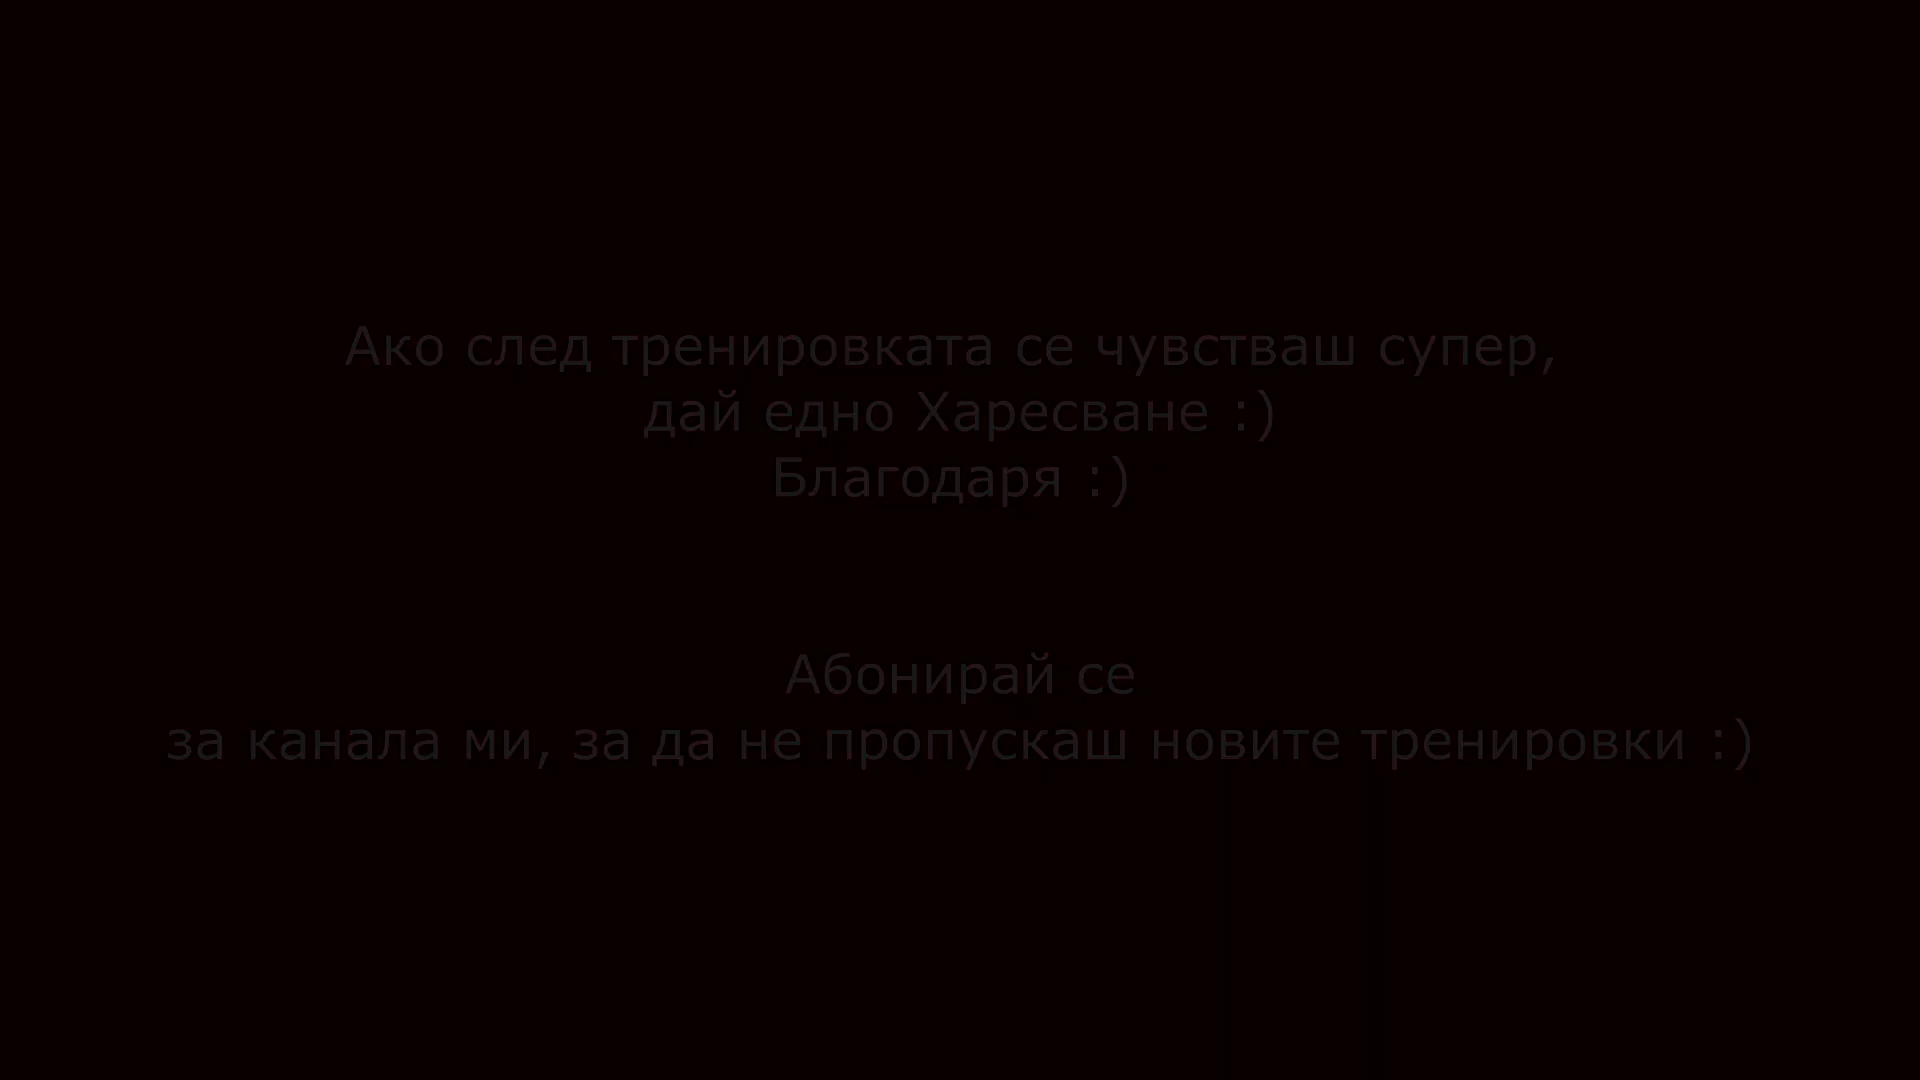 Ако след тренировката се чувстваш супер,
дай едно Харесване :)
Благодаря :)
Абонирай се
за канала ми, за да не пропускаш новите тренировки :)